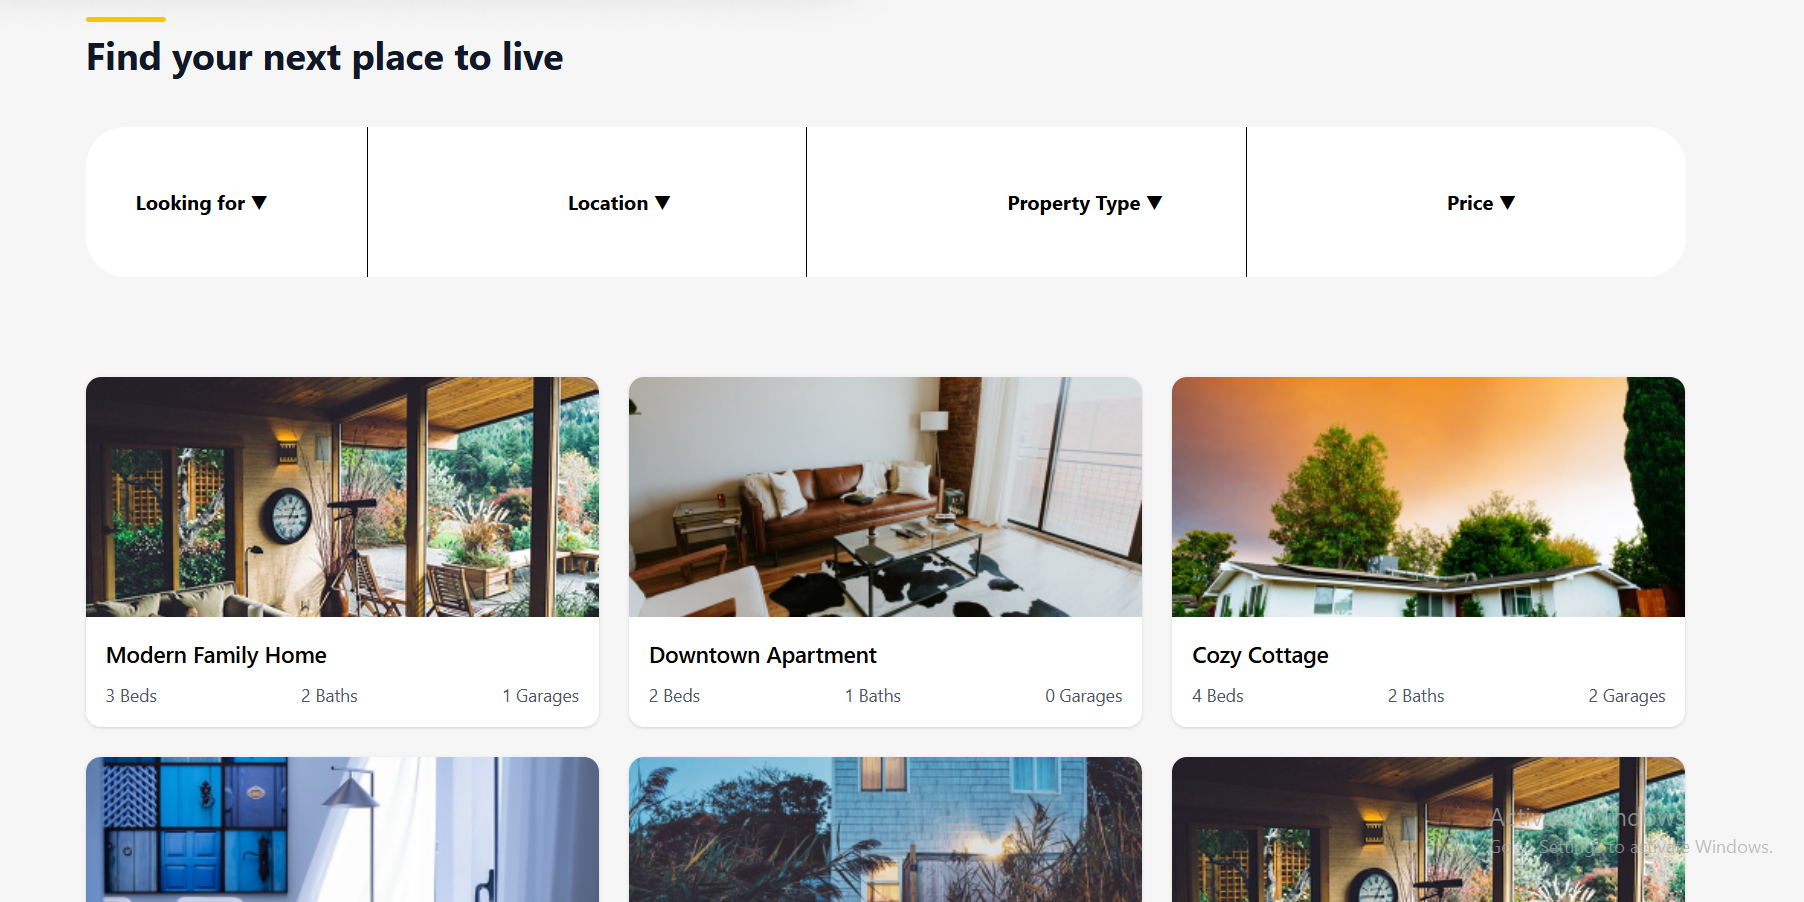 Find your next place to live
Looking for ▼
Location ▼
Property Type ▼
Price ▼
Modern Family Home
3 Beds 2 Baths 1 Garages
Downtown Apartment
2 Beds 1 Baths 0 Garages
Cozy Cottage
4 Beds 2 Baths 2 Garages
Activate Windows
Go to Settings to activate Windows.